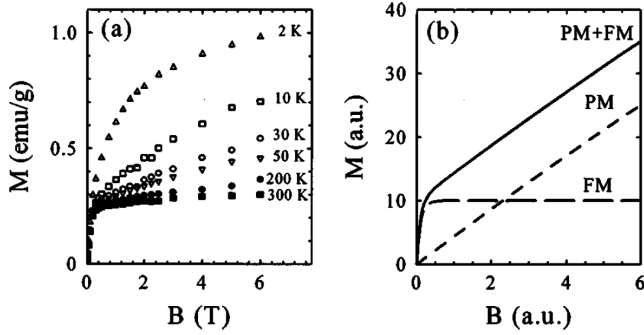 (a)
M (emu/g)
1.0
0.5
0
2 K
10 K
30 K
50 K
200 K
300 K
0 2 4 6
B (T)
(b)
M (a.u.)
40
30
20
10
0
PM+FM
PM
FM
0 2 4 6
B (a.u.)